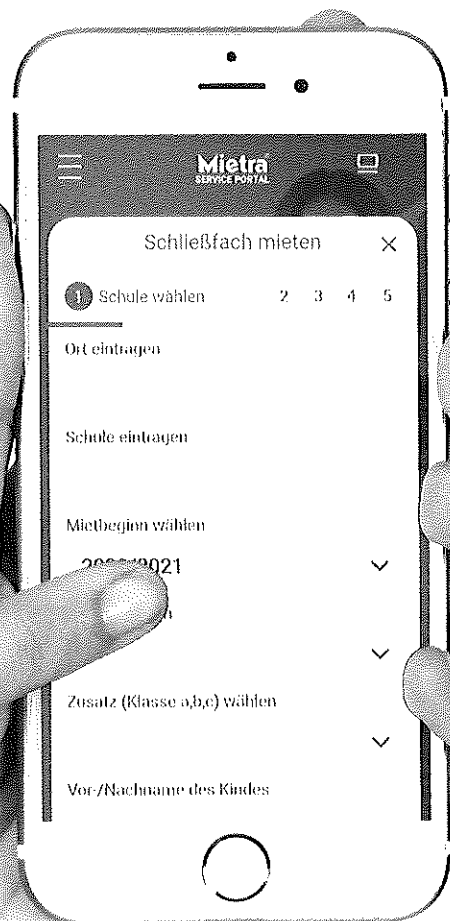 Mietra
SERVICE PORTAL
Schließfach mieten
1 Schule wählen 2 3 4 5
Ort eintragen
Schule eintragen
Mietbeginn wählen
Zusatz (Klasse a,b,c) wählen
Vor-/Nachname des Kindes